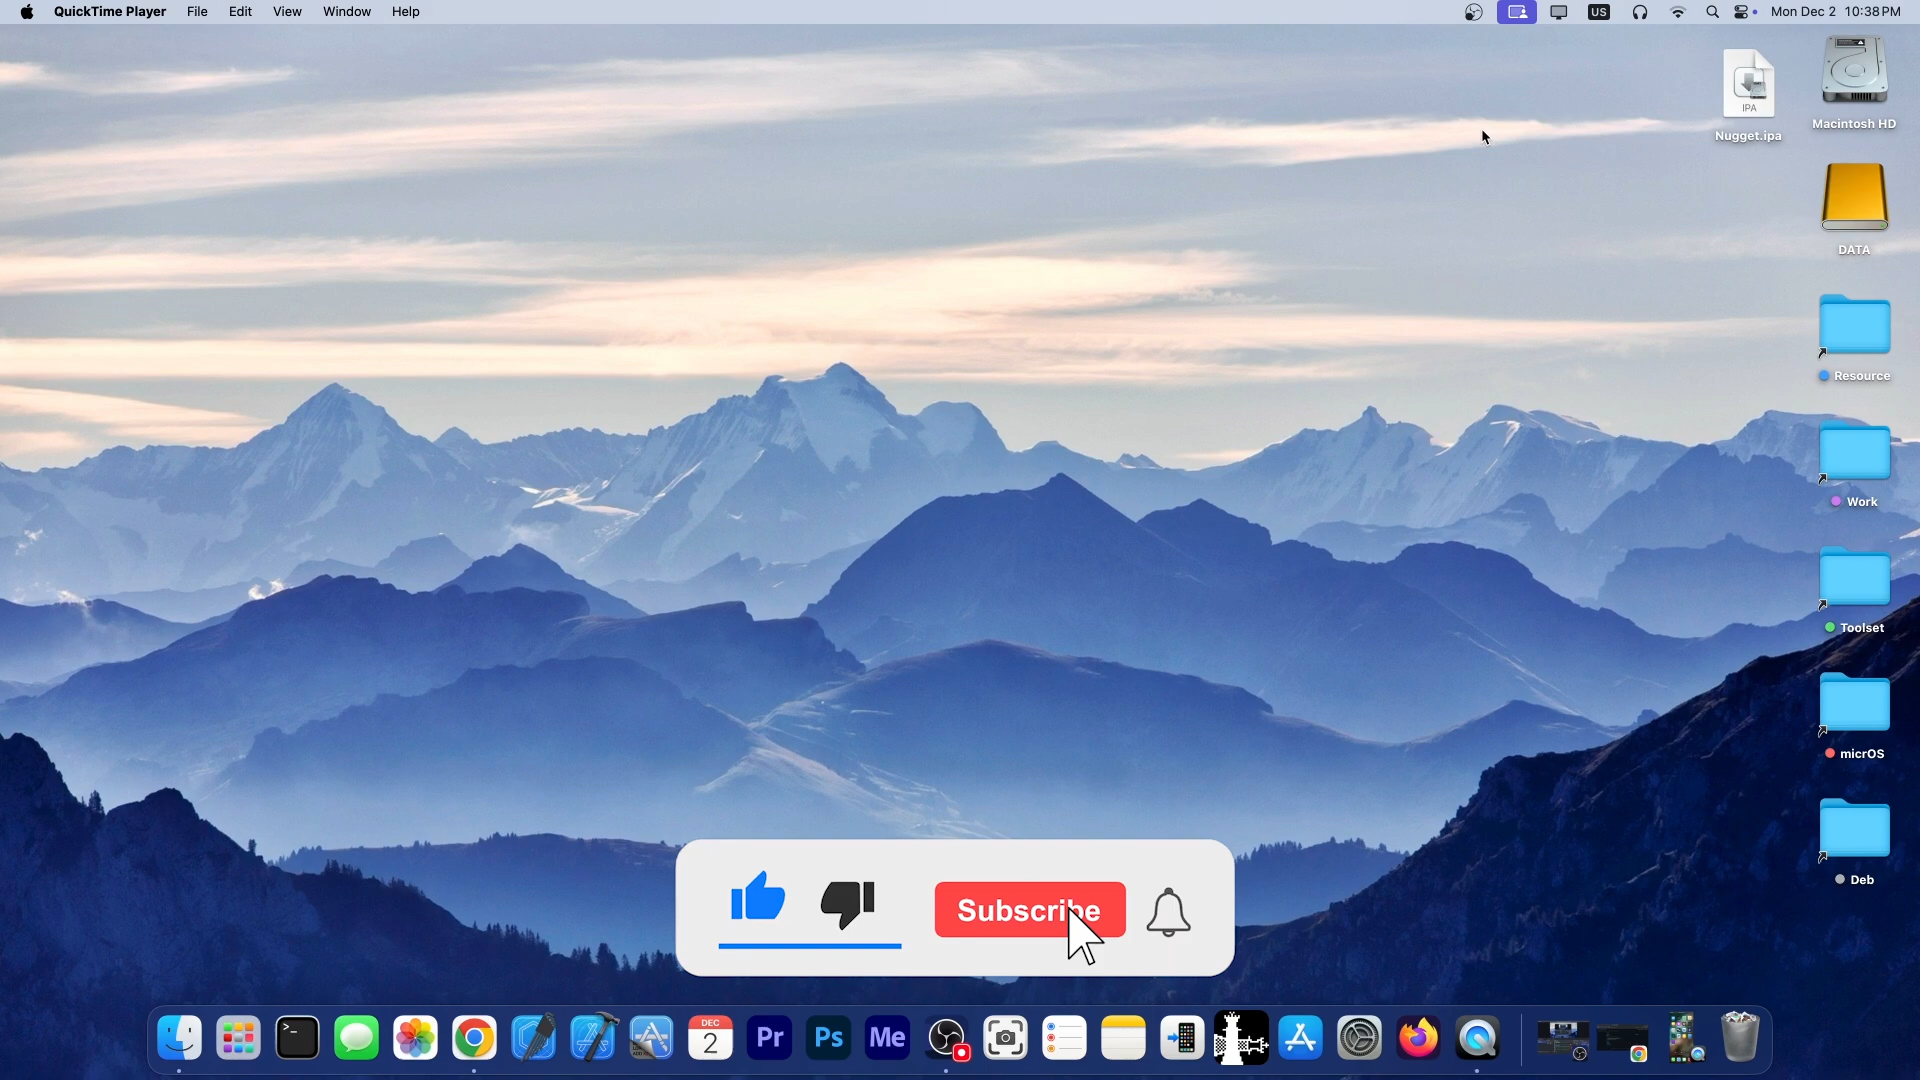 QuickTime Player File Edit View Window Help
US Mon Dec 2 10:38 PM
IPA
Nugget.ipa
Macintosh HD
DATA
Resource
Work
Toolset
micrOS
Deb
Subscribe
>_
DEC
2
Pr
Ps
Me